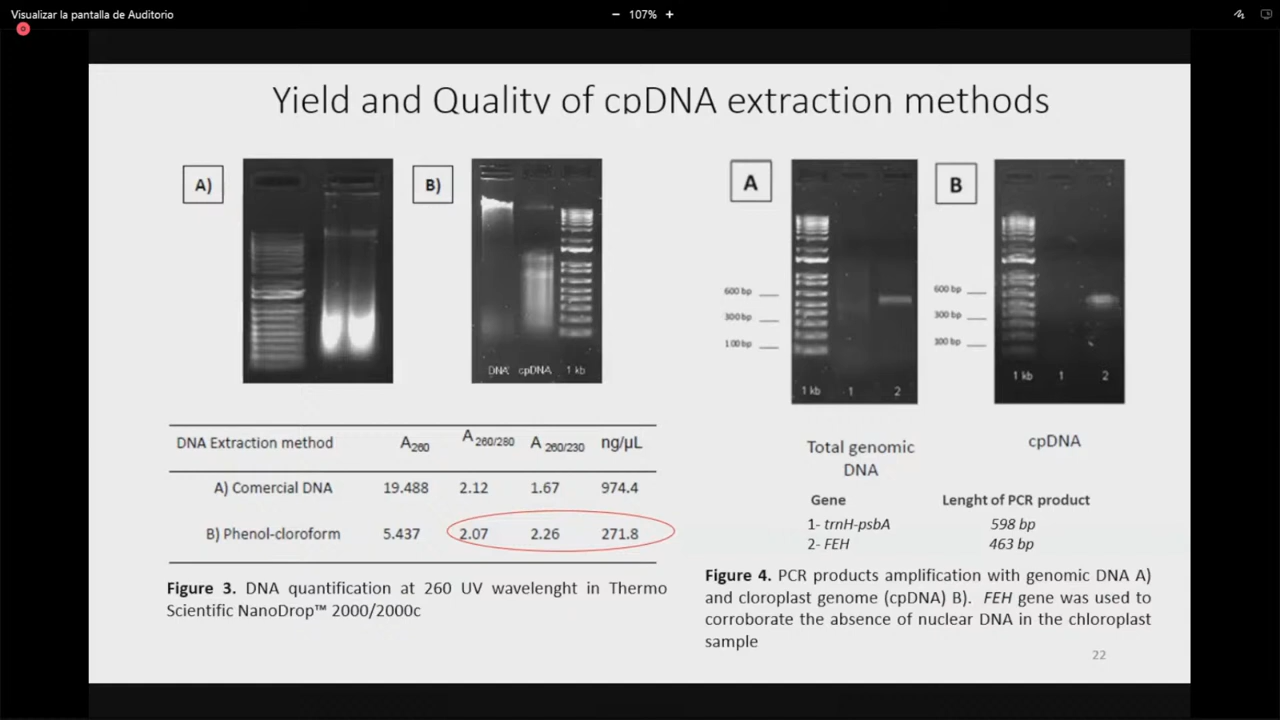 Visualizar la pantalla de Auditorio
− 107% +
Yield and Quality of cpDNA extraction methods
A)
B)
DNA cpDNA 1 kb
A
B
600 bp
300 bp
100 bp
1 kb 1 2
600 bp
300 bp
100 bp
1 kb 1 2
DNA Extraction method A260 A 260/280 A 260/230 ng/µL
A) Comercial DNA 19.488 2.12 1.67 974.4
B) Phenol-cloroform 5.437 2.07 2.26 271.8
Figure 3. DNA quantification at 260 UV wavelenght in Thermo
Scientific NanoDrop™ 2000/2000c
Total genomic
DNA
cpDNA
Gene Lenght of PCR product
1- trnH-psbA 598 bp
2- FEH 463 bp
Figure 4. PCR products amplification with genomic DNA A)
and cloroplast genome (cpDNA) B). FEH gene was used to
corroborate the absence of nuclear DNA in the chloroplast
sample
22